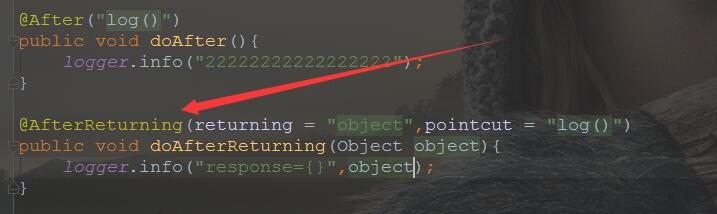 @After("log()")
public void doAfter(){
logger.info("22222222222222222");
}
@AfterReturning(returning = "object",pointcut = "log()")
public void doAfterReturning(Object object){
logger.info("response={}",object);
}